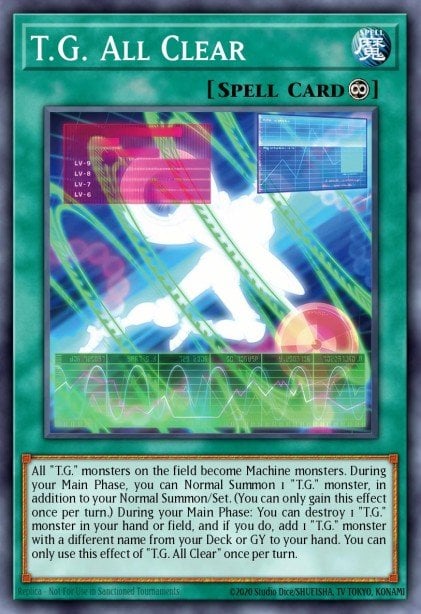 T.G. All Clear
SPELL
魔
[Spell Card]
LV-9
LV-8
LV-7
LV-6
All "T.G." monsters on the field become Machine monsters. During
your Main Phase, you can Normal Summon 1 "T.G." monster, in
addition to your Normal Summon/Set. (You can only gain this effect
once per turn.) During your Main Phase: You can destroy 1 "T.G."
monster in your hand or field, and if you do, add 1 "T.G." monster
with a different name from your Deck or GY to your hand. You can
only use this effect of "T.G. All Clear" once per turn.
Replica - Not For Use in Sanctioned Tournaments
©2020 Studio Dice/SHUEISHA, TV TOKYO, KONAMI